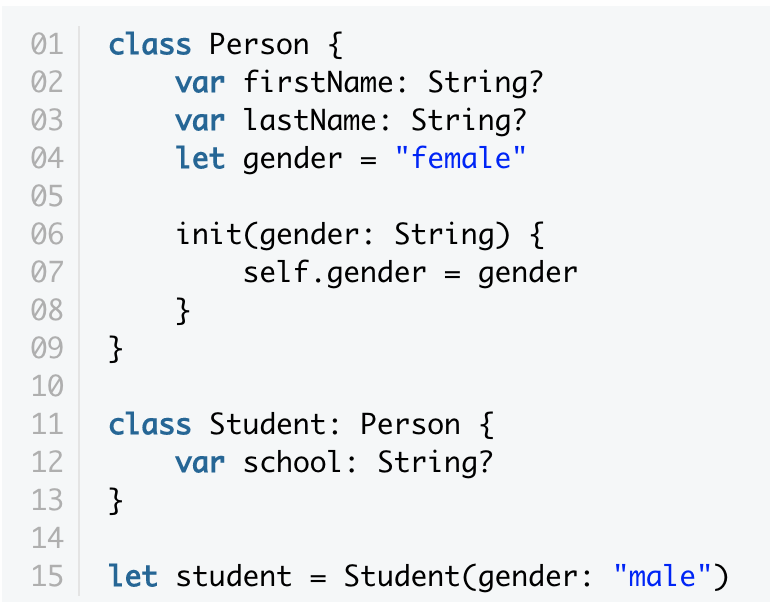 01 class Person {
02     var firstName: String?
03     var lastName: String?
04     let gender = "female"
05
06     init(gender: String) {
07         self.gender = gender
08     }
09 }
10
11 class Student: Person {
12     var school: String?
13 }
14
15 let student = Student(gender: "male")